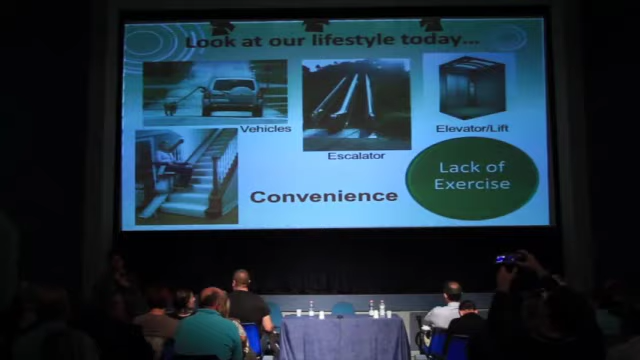 Look at our lifestyle today...
Vehicles
Escalator
Elevator/Lift
Convenience
Lack of
Exercise